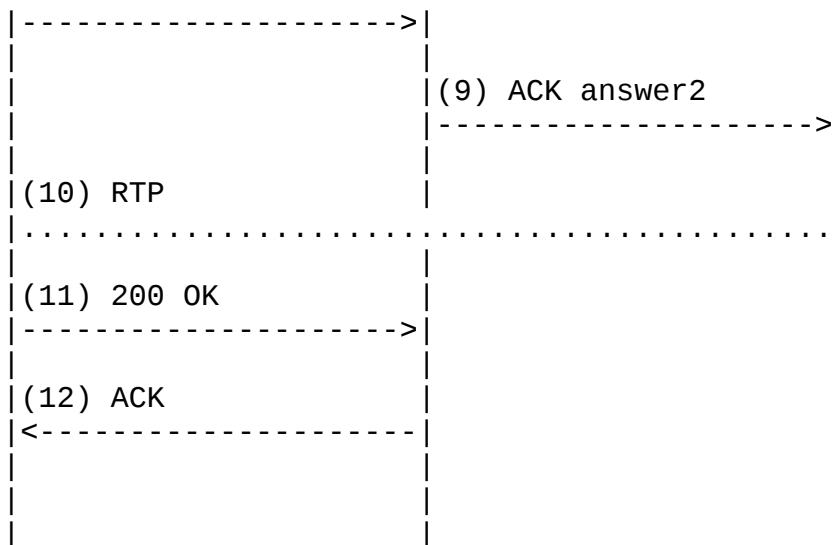 |--------------------->|
|(9) ACK answer2
|--------------------->
|(10) RTP |
|..............................................
|(11) 200 OK |
|--------------------->|
|(12) ACK |
|<---------------------|